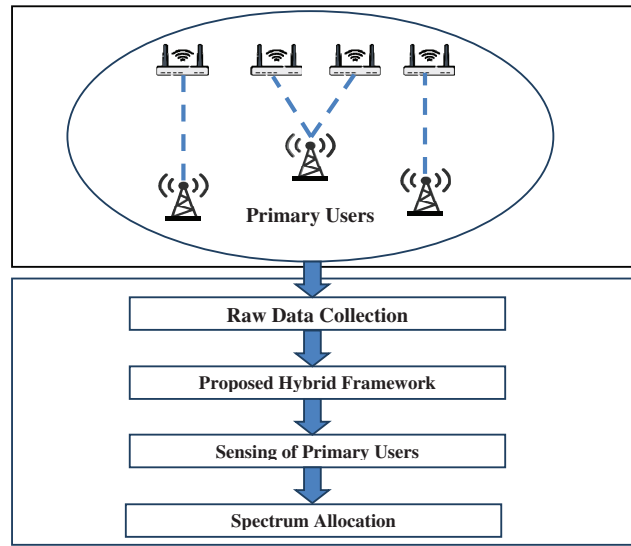 Primary Users
Raw Data Collection
Proposed Hybrid Framework
Sensing of Primary Users
Spectrum Allocation